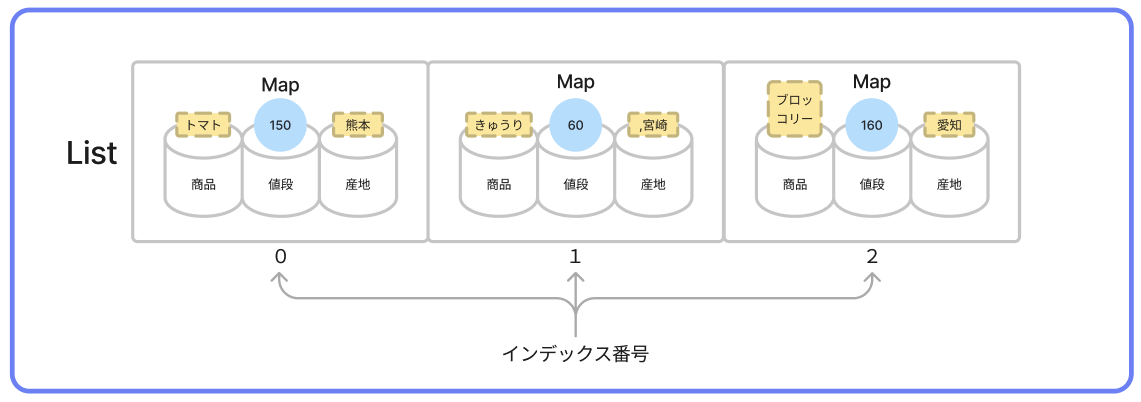 Map
Map
Map
トマト
150
熊本
きゅうり
60
,宮崎
ブロッ
コリー
160
愛知
List
商品
値段
産地
商品
値段
産地
商品
値段
産地
0
1
2
インデックス番号